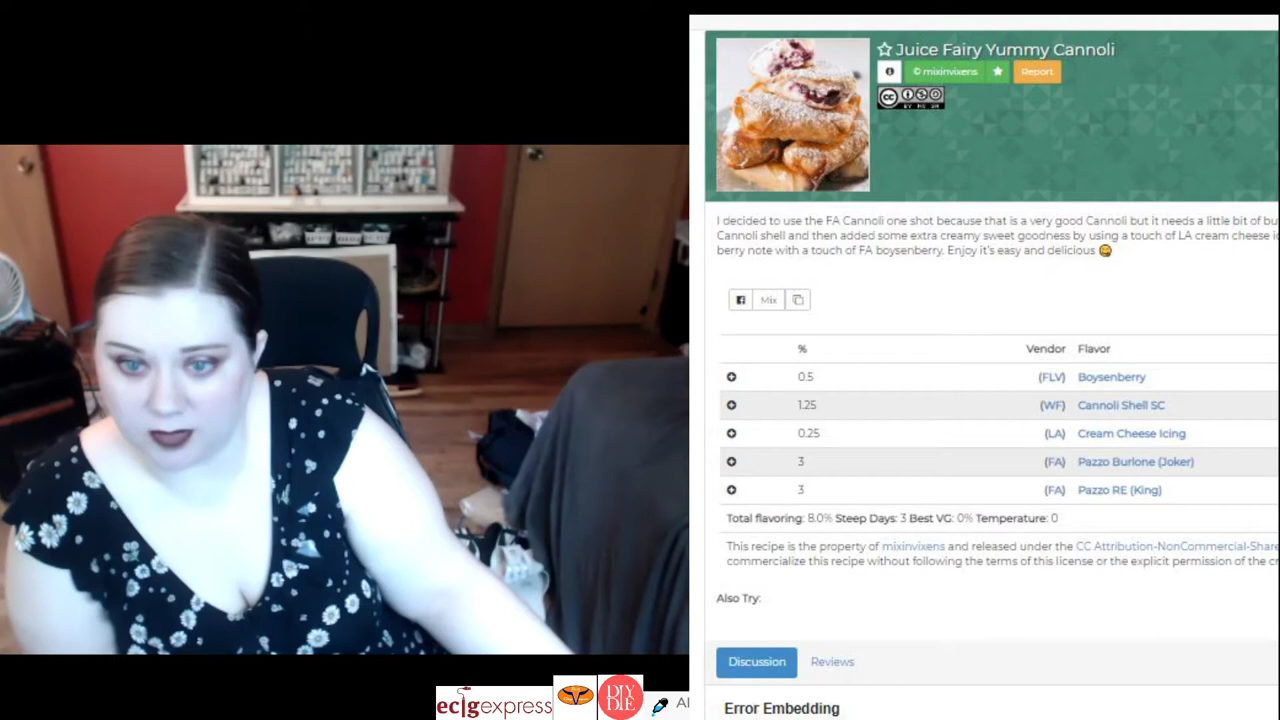 Juice Fairy Yummy Cannoli
© mixinvixens
Report
CC
BY NC SA
I decided to use the FA Cannoli one shot because that is a very good Cannoli but it needs a little bit of
Cannoli shell and then added some extra creamy sweet goodness by using a touch of LA cream cheese
berry note with a touch of FA boysenberry. Enjoy it's easy and delicious 😋
Mix
% Vendor Flavor
0.5 (FLV) Boysenberry
1.25 (WF) Cannoli Shell SC
0.25 (LA) Cream Cheese Icing
3 (FA) Pazzo Burlone (Joker)
3 (FA) Pazzo RE (King)
Total flavoring: 8.0% Steep Days: 3 Best VG: 0% Temperature: 0
This recipe is the property of mixinvixens and released under the CC Attribution-NonCommercial-Share
commercialize this recipe without following the terms of this license or the explicit permission of the
Also Try:
Discussion Reviews
Error Embedding
ecigexpress
DIY
DIE